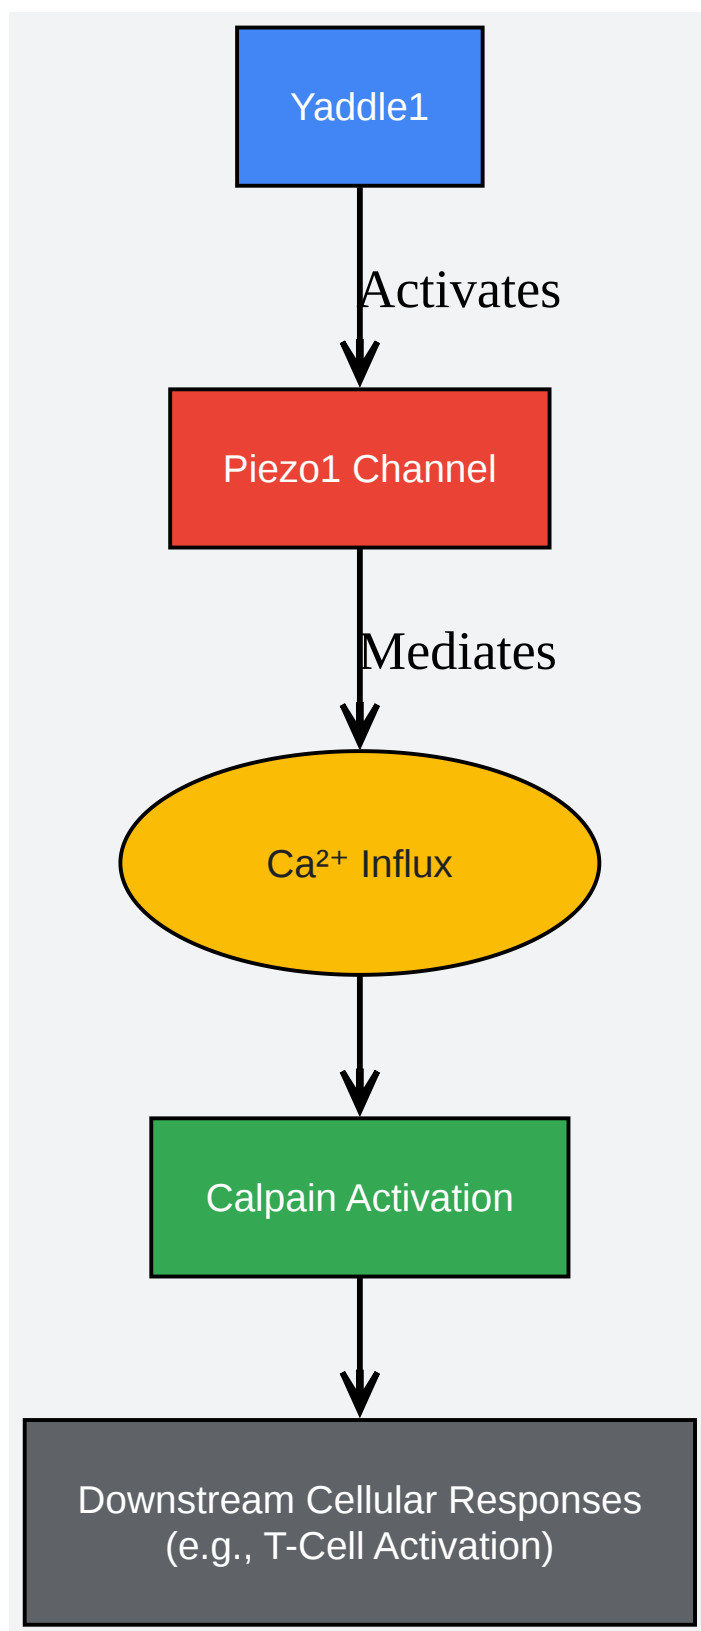 Yaddle1
Activates
Piezo1 Channel
Mediates
Ca²⁺ Influx
Calpain Activation
Downstream Cellular Responses
(e.g., T-Cell Activation)